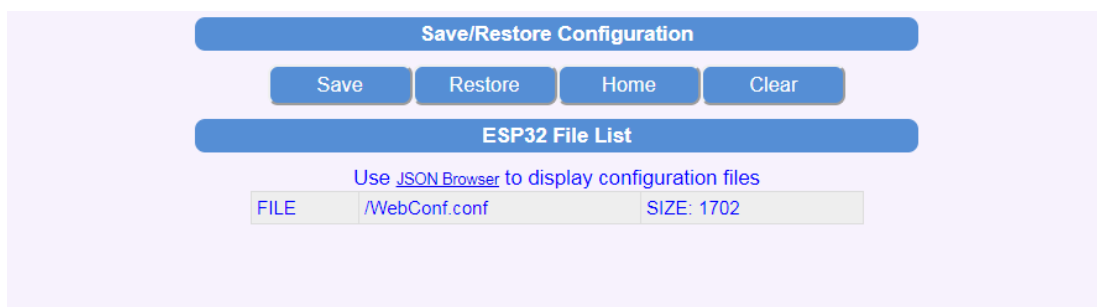 Save/Restore Configuration
Save Restore Home Clear
ESP32 File List
Use JSON Browser to display configuration files
FILE /WebConf.conf SIZE: 1702